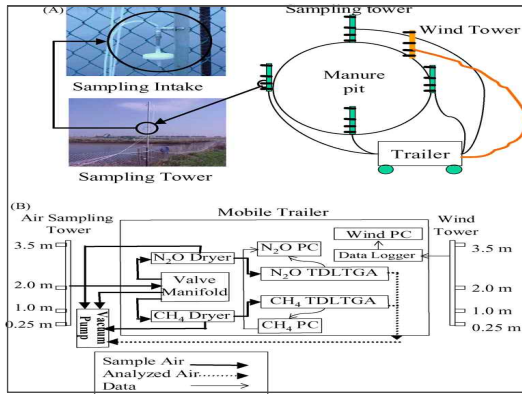 (A)
Sampling tower
Wind Tower
Sampling Intake
Manure
pit
Sampling Tower
Trailer
(B)
Air Sampling
Tower
Mobile Trailer
Wind
Tower
3.5 m
2.0 m
1.0 m
0.25 m
N₂O Dryer
Valve
Manifold
CH₄ Dryer
Vacuum
Pump
N₂O PC
Wind PC
Data Logger
N₂O TDLTGA
CH₄ TDLTGA
CH₄ PC
3.5 m
2.0 m
1.0 m
0.25 m
Sample Air
Analyzed Air
Data